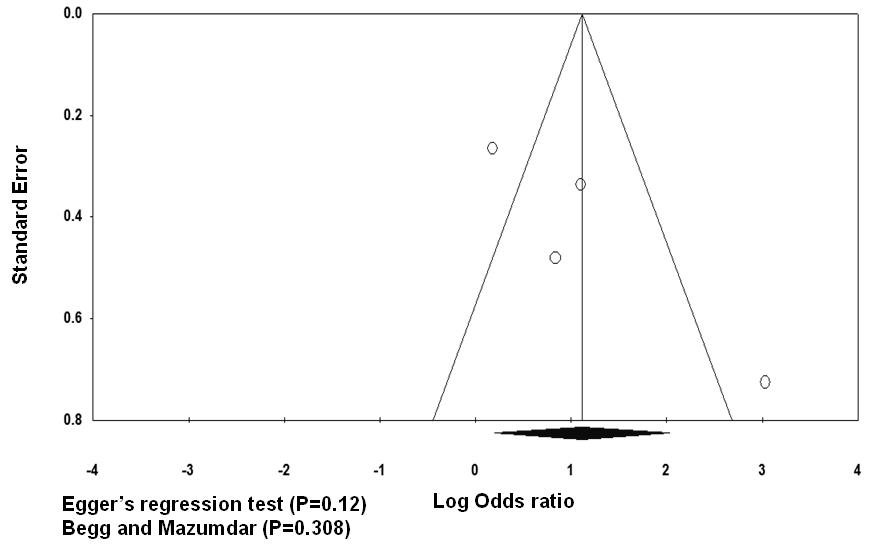 0.0
0.2
0.4
0.6
0.8
Standard Error
-4 -3 -2 -1 0 1 2 3 4
Log Odds ratio
Egger's regression test (P=0.12)
Begg and Mazumdar (P=0.308)